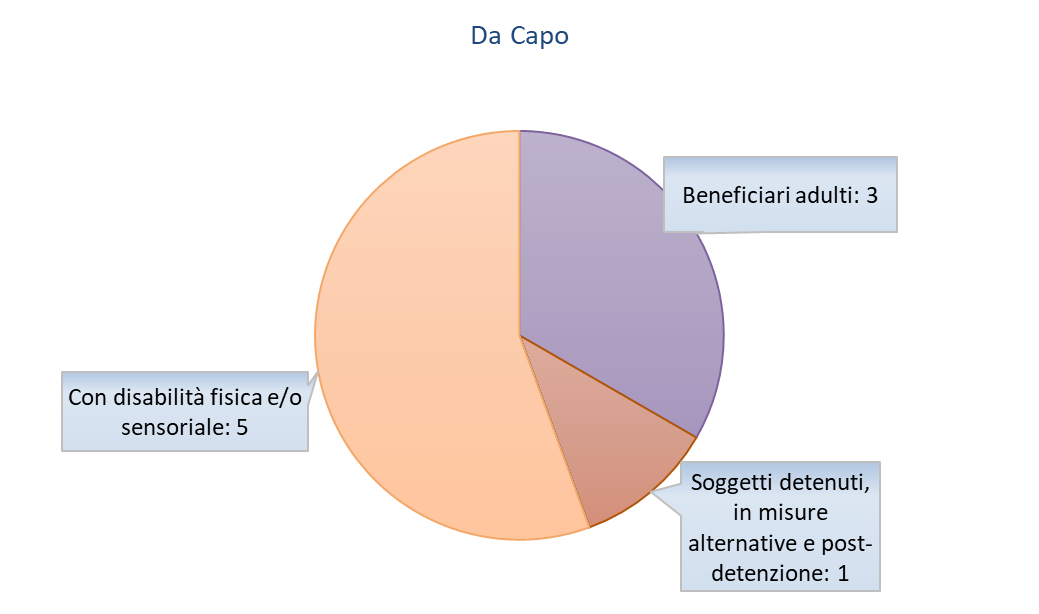 Da Capo
Beneficiari adulti: 3
Con disabilità fisica e/o
sensoriale: 5
Soggetti detenuti,
in misure
alternative e post-
detenzione: 1